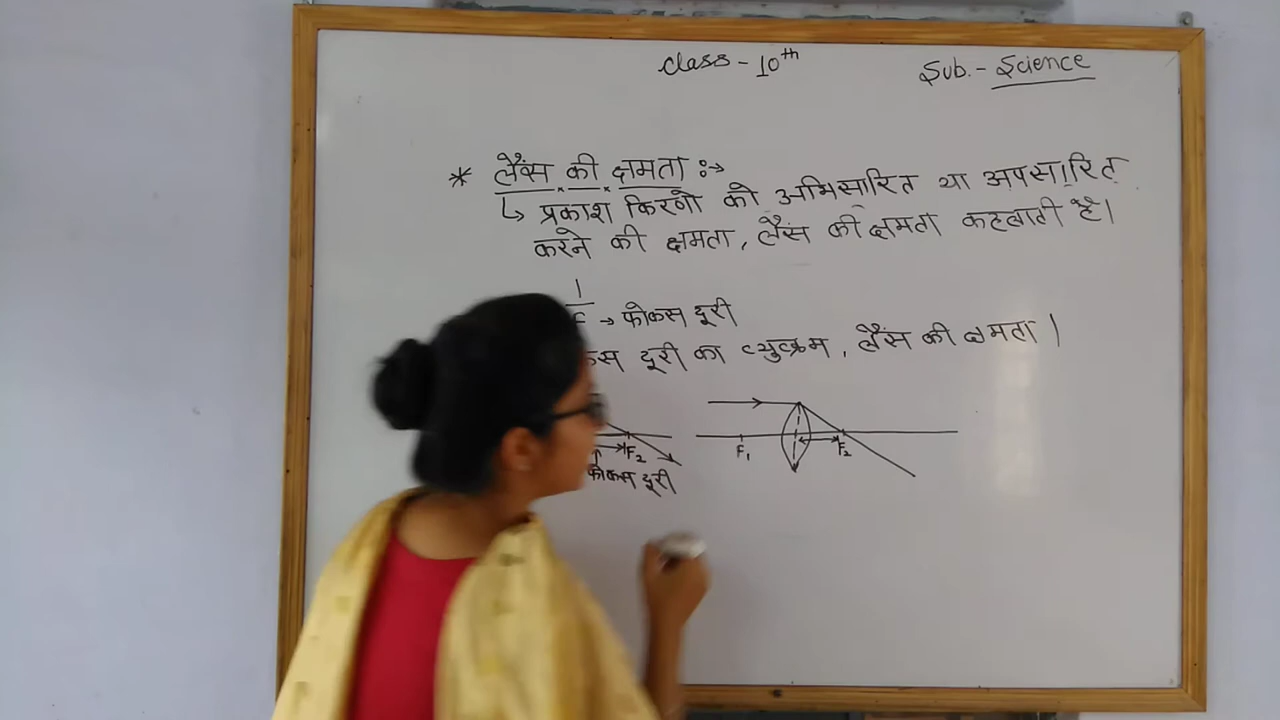 Class - 10th
Sub. - Science
* लैंस की क्षमता :→
↳ प्रकाश किरणो को अभिसारित या अपसारित
करने की क्षमता, लैंस की क्षमता कहलाती है।
1
→ फोकस दूरी
दूरी का व्युत्क्रम, लैंस की क्षमता।
F₂
F₁ F₂
फोकस दूरी